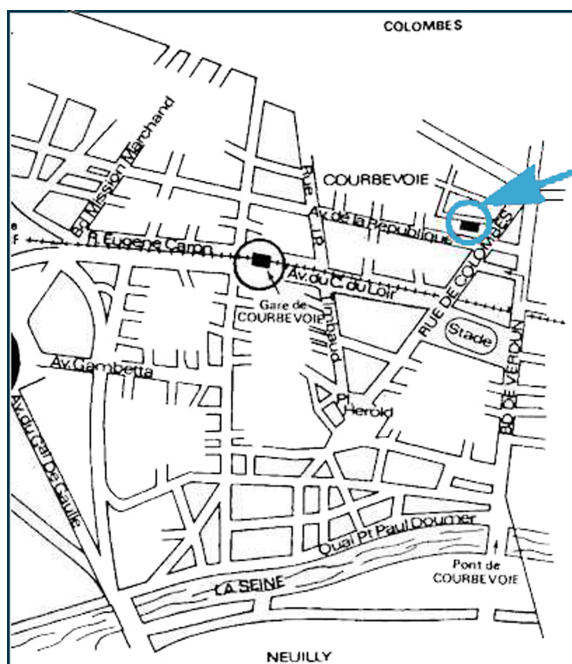 COLOMBES
Bd Mission Marchand
Rue J.P.
COURBEVOIE
Av. de la République
R. Eugène Caron
Av. du C. du Loir
RUE DE COLOMBES
Gare de
COURBEVOIE
Timbaud
Stade
BD DE VERDUN
Av. Gambetta
Pl.
Hérold
Av. du Gal De Gaulle
Quai Pt Paul Doumer
Pont de
COURBEVOIE
LA SEINE
NEUILLY